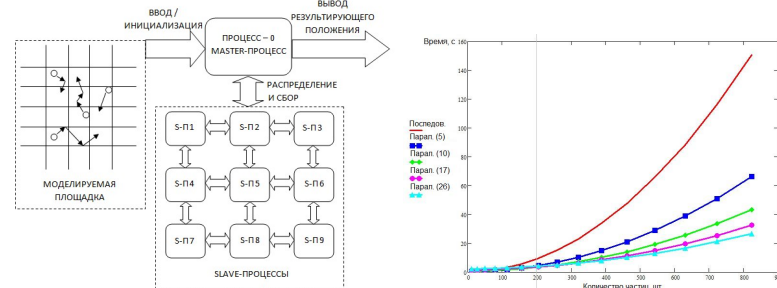 ВВОД /
ИНИЦИАЛИЗАЦИЯ
ВЫВОД
РЕЗУЛЬТИРУЮЩЕГО
ПОЛОЖЕНИЯ
ПРОЦЕСС – 0
MASTER-ПРОЦЕСС
РАСПРЕДЕЛЕНИЕ
И СБОР
S-П1
S-П2
S-П3
S-П4
S-П5
S-П6
S-П7
S-П8
S-П9
МОДЕЛИРУЕМАЯ
ПЛОЩАДКА
SLAVE-ПРОЦЕССЫ
Время, с
160
140
120
100
80
60
40
20
0
Последов.
Парал. (5)
Парал. (10)
Парал. (17)
Парал. (26)
0 100 200 300 400 500 600 700 800
Количество частиц, шт